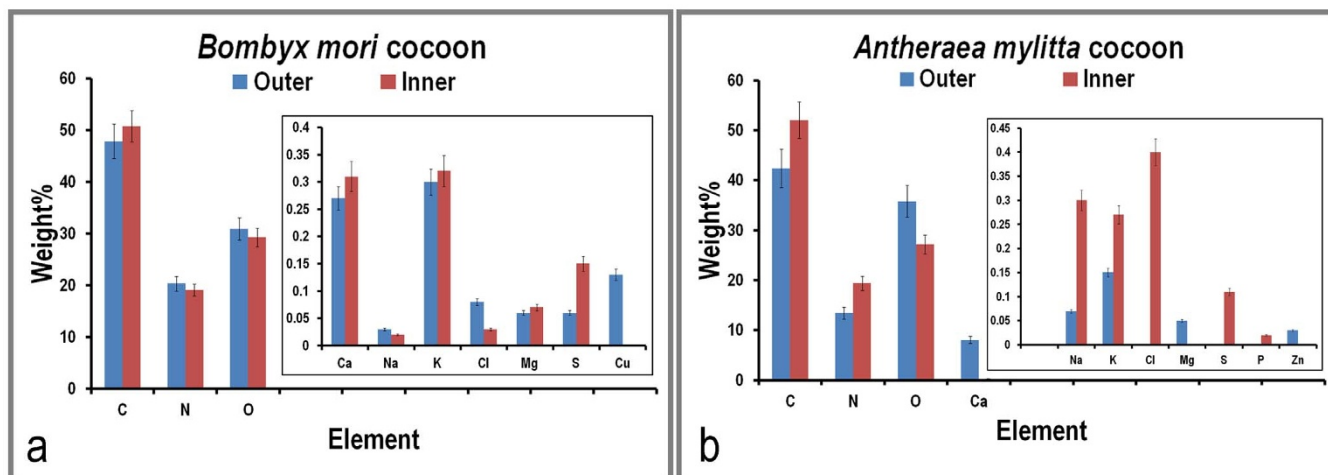 Bombyx mori cocoon
Outer Inner
60
50
40
30
20
10
0
Weight%
0.4
0.35
0.3
0.25
0.2
0.15
0.1
0.05
0
Ca Na K Cl Mg S Cu
C N O
Element
a
Antheraea mylitta cocoon
Outer Inner
60
50
40
30
20
10
0
Weight%
0.45
0.4
0.35
0.3
0.25
0.2
0.15
0.1
0.05
0
Na K Cl Mg S P Zn
C N O Ca
Element
b